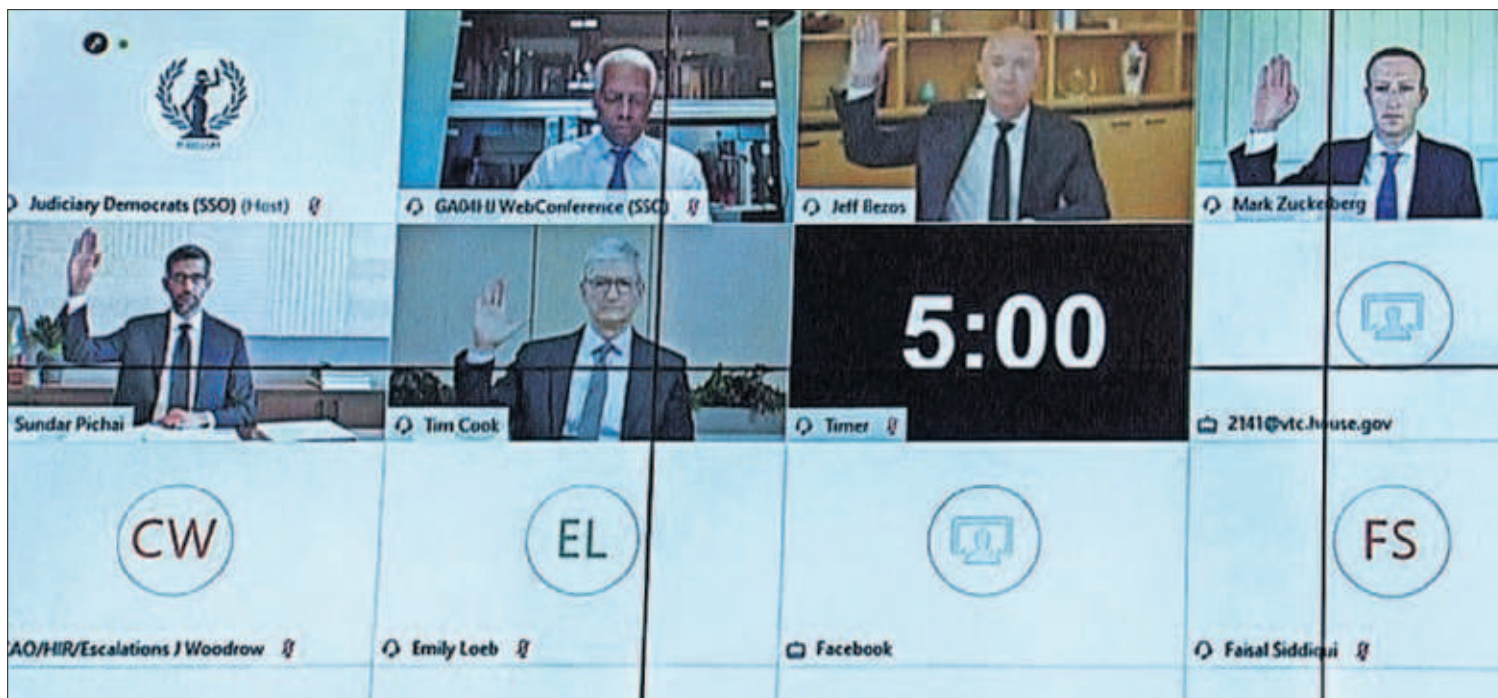 Judiciary Democrats (SSO) (Host)
GA04HJ WebConference (SSO)
Jeff Bezos
Mark Zuckerberg
Sundar Pichai
Tim Cook
5:00
Timer
2141@vtc.house.gov
CW
EL
FS
CAO/HIR/Escalations J Woodrow
Emily Loeb
Facebook
Faisal Siddiqui